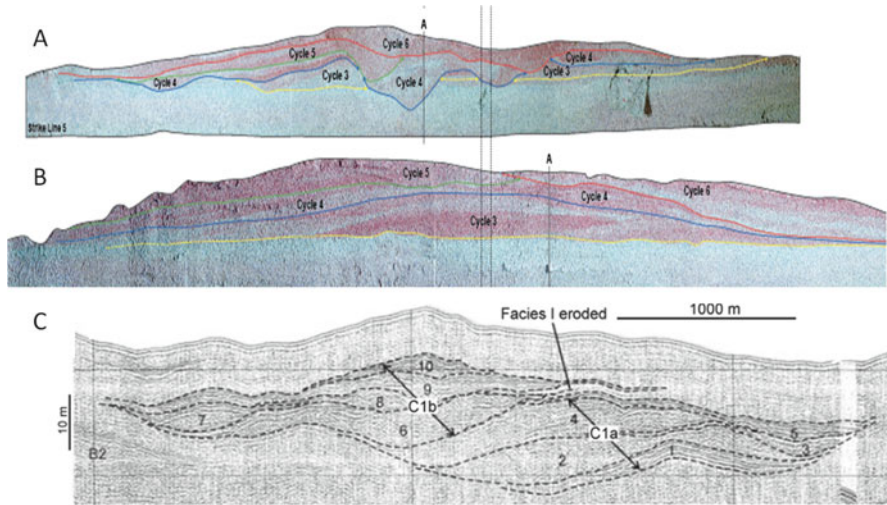 A
A
Cycle 6
Cycle 5
Cycle 4
Cycle 4
Cycle 3
Cycle 3
Cycle 4
Strike Line 5
B
A
Cycle 5
Cycle 4
Cycle 4
Cycle 6
Cycle 3
C
Facies I eroded
1000 m
10 m
10
9
8
C1b
7
6
4
C1a
5
B2
2
1
3